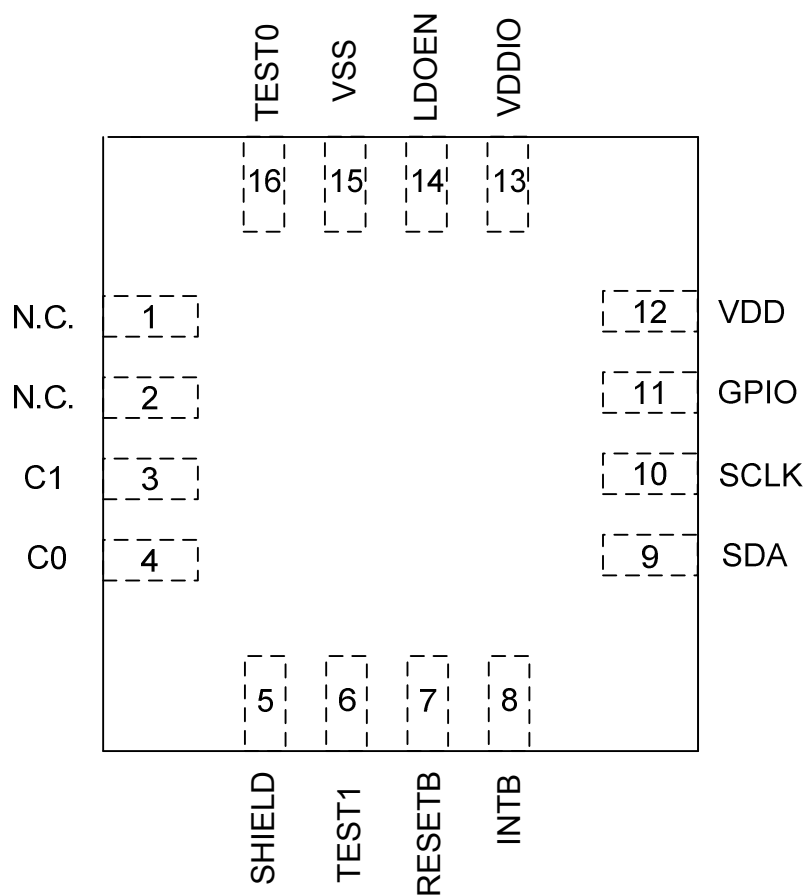 TEST0
VSS
LDOEN
VDDIO
16
15
14
13
N.C.
1
12
VDD
N.C.
2
11
GPIO
C1
3
10
SCLK
C0
4
9
SDA
5
6
7
8
SHIELD
TEST1
RESETB
INTB